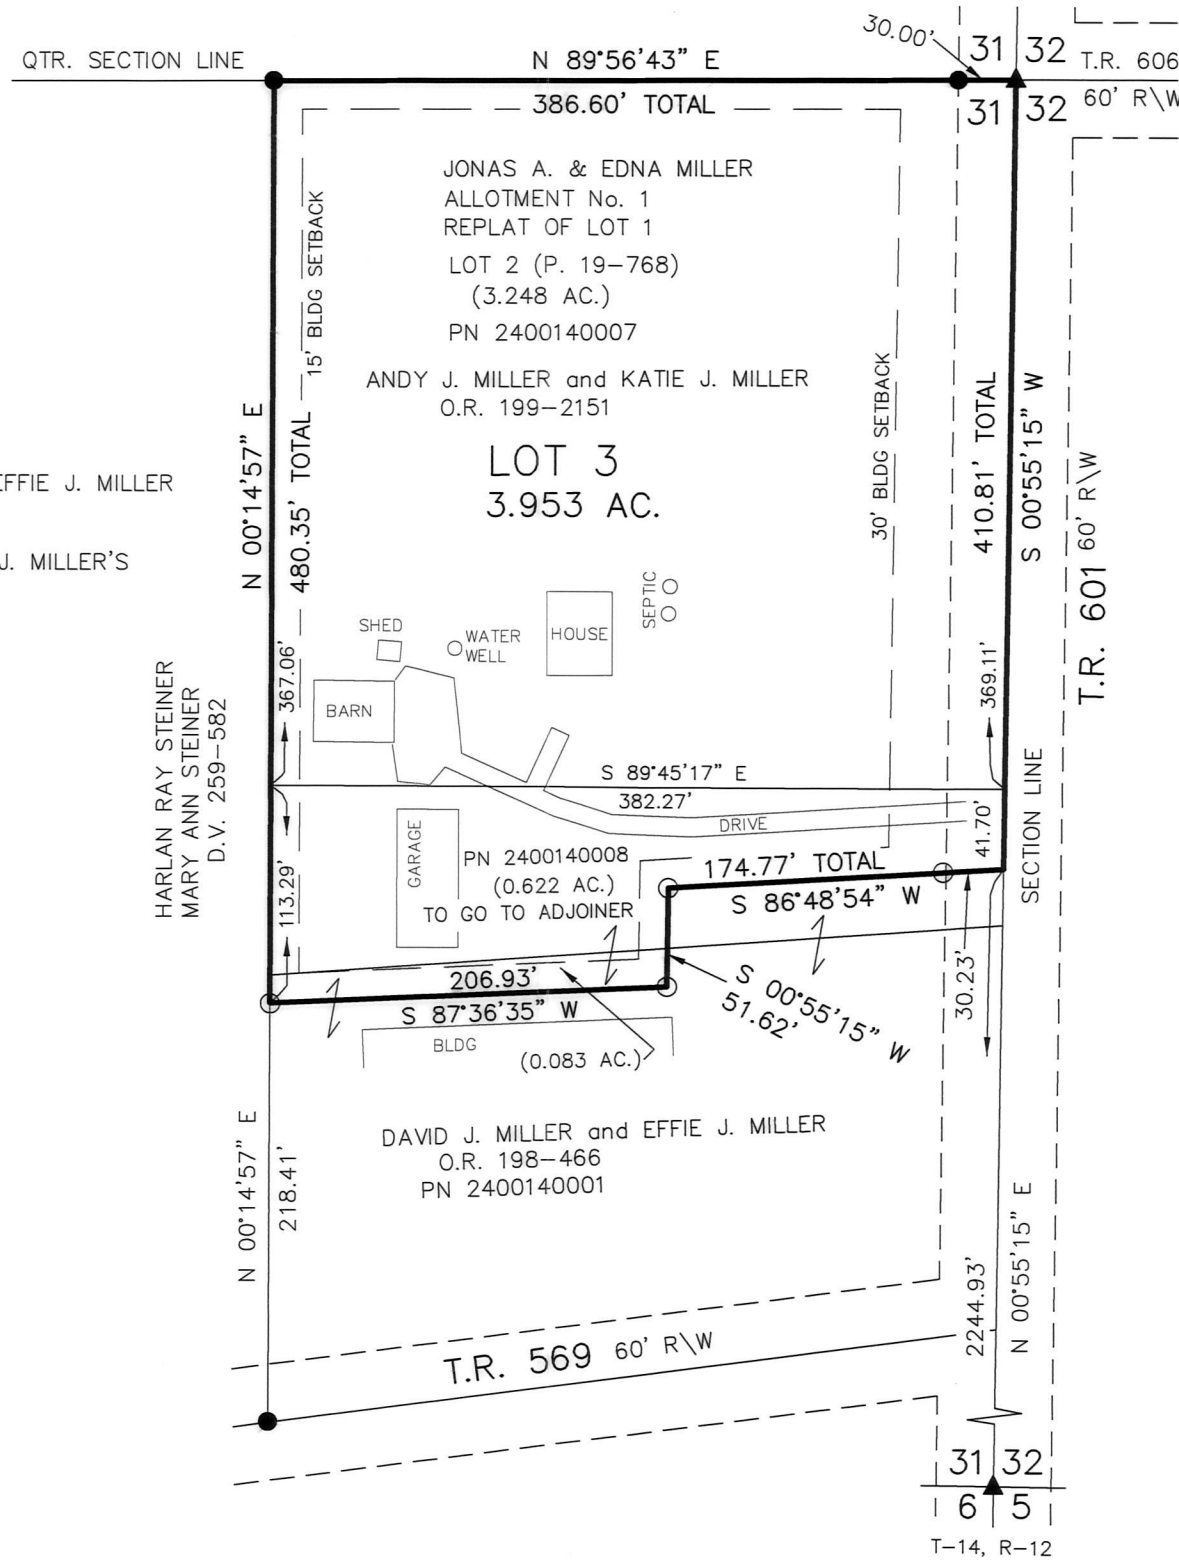 QTR. SECTION LINE
N 89°56'43" E
386.60' TOTAL
30.00'
31 32
31 32
T.R. 606
60' R\W
JONAS A. & EDNA MILLER
ALLOTMENT No. 1
REPLAT OF LOT 1
LOT 2 (P. 19-768)
(3.248 AC.)
PN 2400140007
ANDY J. MILLER and KATIE J. MILLER
O.R. 199-2151
LOT 3
3.953 AC.
15' BLDG SETBACK
30' BLDG SETBACK
N 00°14'57" E
480.35' TOTAL
410.81' TOTAL
S 00°55'15" W
T.R. 601 60' R\W
EFFIE J. MILLER
J. MILLER'S
SHED
WATER
WELL
HOUSE
SEPTIC
BARN
367.06'
369.11'
HARLAN RAY STEINER
MARY ANN STEINER
D.V. 259-582
S 89°45'17" E
382.27'
DRIVE
41.70'
SECTION LINE
GARAGE
PN 2400140008
(0.622 AC.)
TO GO TO ADJOINER
113.29'
174.77' TOTAL
S 86°48'54" W
206.93'
S 87°36'35" W
S 00°55'15" W
51.62'
30.23'
BLDG
(0.083 AC.)
DAVID J. MILLER and EFFIE J. MILLER
O.R. 198-466
PN 2400140001
N 00°14'57" E
218.41'
2244.93'
N 00°55'15" E
T.R. 569 60' R\W
31 32
6 5
T-14, R-12